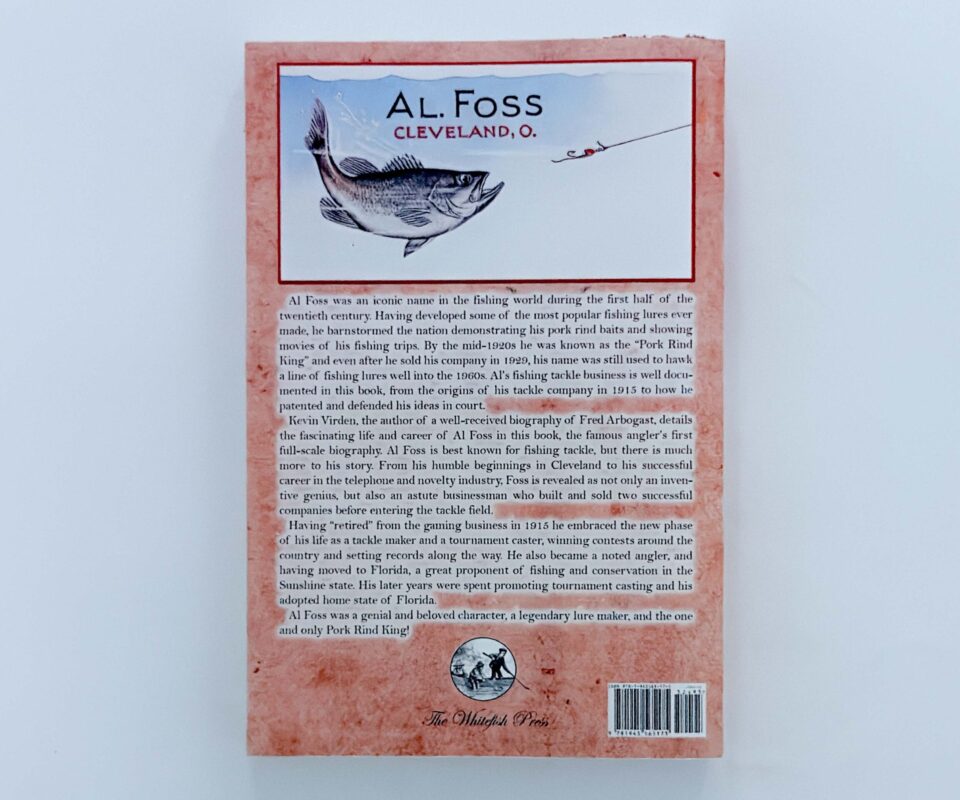 AL. FOSS
CLEVELAND, O.
Al Foss was an iconic name in the fishing world during the first half of the
twentieth century. Having developed some of the most popular fishing lures ever
made, he barnstormed the nation demonstrating his pork rind baits and showing
movies of his fishing trips. By the mid-1920s he was known as the “Pork Rind
King” and even after he sold his company in 1929, his name was still used to hawk
a line of fishing lures well into the 1960s. Al's fishing tackle business is well docu-
mented in this book, from the origins of his tackle company in 1915 to how he
patented and defended his ideas in court.
Kevin Virden, the author of a well-received biography of Fred Arbogast, details
the fascinating life and career of Al Foss in this book, the famous angler's first
full-scale biography. Al Foss is best known for fishing tackle, but there is much
more to his story. From his humble beginnings in Cleveland to his successful
career in the telephone and novelty industry, Foss is revealed as not only an inven-
tive genius, but also an astute businessman who built and sold two successful
companies before entering the tackle field.
Having “retired” from the gaming business in 1915 he embraced the new phase
of his life as a tackle maker and a tournament caster, winning contests around the
country and setting records along the way. He also became a noted angler, and
having moved to Florida, a great proponent of fishing and conservation in the
Sunshine state. His later years were spent promoting tournament casting and his
adopted home state of Florida.
Al Foss was a genial and beloved character, a legendary lure maker, and the one
and only Pork Rind King!
The Whitefish Press
ISBN